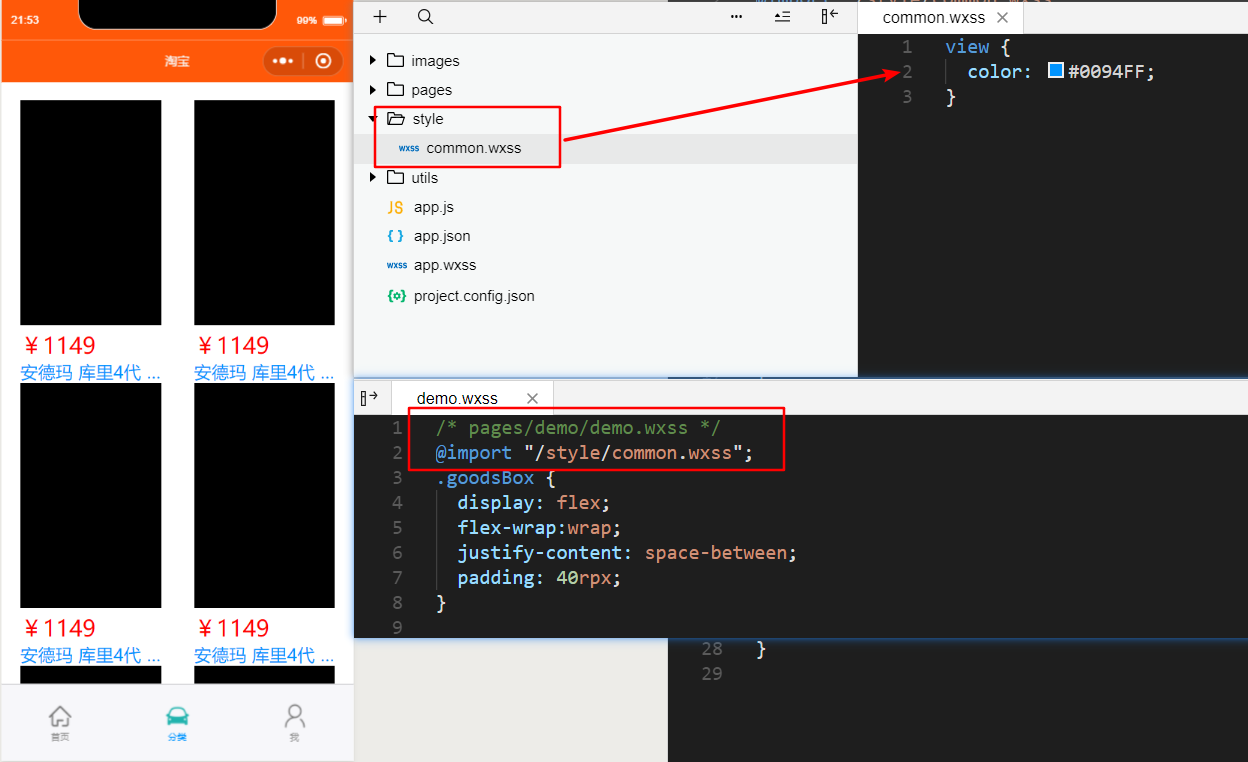 21:53
99%
淘宝
￥1149
￥1149
安德玛 库里4代 ...
安德玛 库里4代 ...
￥1149
￥1149
安德玛 库里4代 ...
安德玛 库里4代 ...
首页
分类
我
images
pages
style
wxss common.wxss
utils
JS app.js
{ } app.json
wxss app.wxss
project.config.json
common.wxss
1 view {
2 color: #0094FF;
3 }
demo.wxss
1 /* pages/demo/demo.wxss */
2 @import "/style/common.wxss";
3 .goodsBox {
4 display: flex;
5 flex-wrap:wrap;
6 justify-content: space-between;
7 padding: 40rpx;
8 }
9
28 }
29